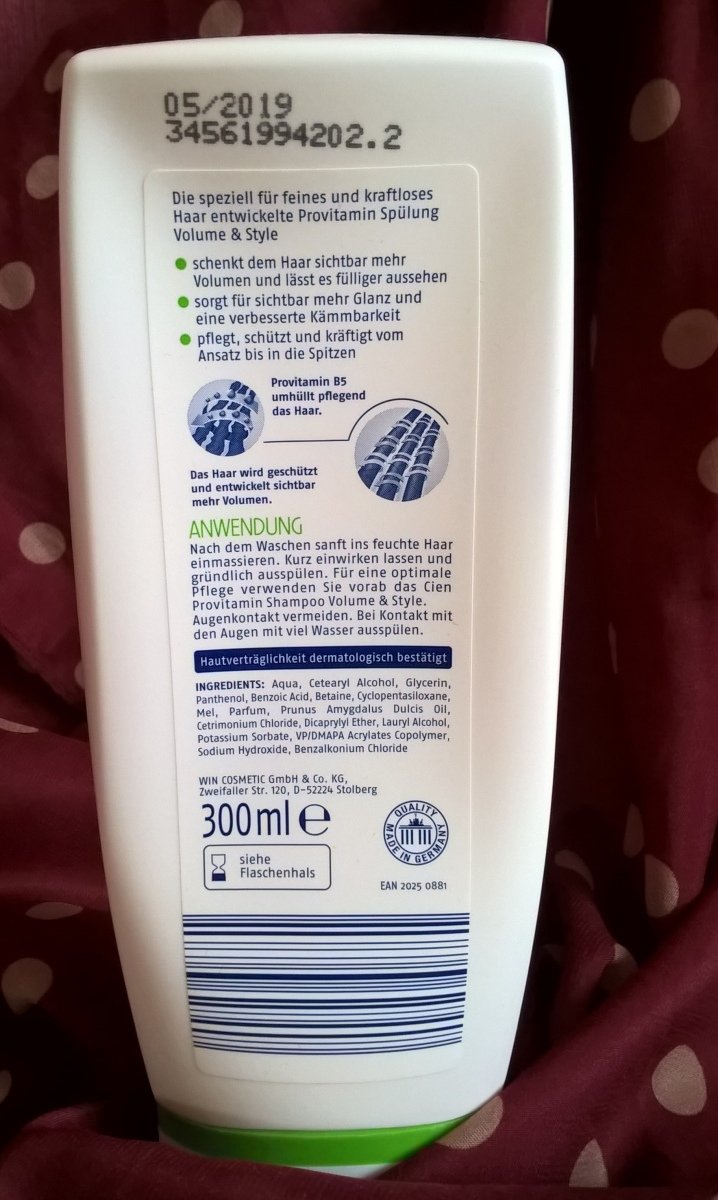 05/2019
34561994202.2
Die speziell für feines und kraftloses
Haar entwickelte Provitamin Spülung
Volume & Style
schenkt dem Haar sichtbar mehr
Volumen und lässt es fülliger aussehen
sorgt für sichtbar mehr Glanz und
eine verbesserte Kämmbarkeit
pflegt, schützt und kräftigt vom
Ansatz bis in die Spitzen
Provitamin B5
umhüllt pflegend
das Haar.
Das Haar wird geschützt
und entwickelt sichtbar
mehr Volumen.
ANWENDUNG
Nach dem Waschen sanft ins feuchte Haar
einmassieren. Kurz einwirken lassen und
gründlich ausspülen. Für eine optimale
Pflege verwenden Sie vorab das Cien
Provitamin Shampoo Volume & Style.
Augenkontakt vermeiden. Bei Kontakt mit
den Augen mit viel Wasser ausspülen.
Hautverträglichkeit dermatologisch bestätigt
INGREDIENTS: Aqua, Cetearyl Alcohol, Glycerin,
Panthenol, Benzoic Acid, Betaine, Cyclopentasiloxane,
Mel, Parfum, Prunus Amygdalus Dulcis Oil,
Cetrimonium Chloride, Dicaprylyl Ether, Lauryl Alcohol,
Potassium Sorbate, VP/DMAPA Acrylates Copolymer,
Sodium Hydroxide, Benzalkonium Chloride
WIN COSMETIC GmbH & Co. KG,
Zweifaller Str. 120, D-52224 Stolberg
300ml e
QUALITY
MADE IN GERMANY
siehe
Flaschenhals
EAN 2025 0881